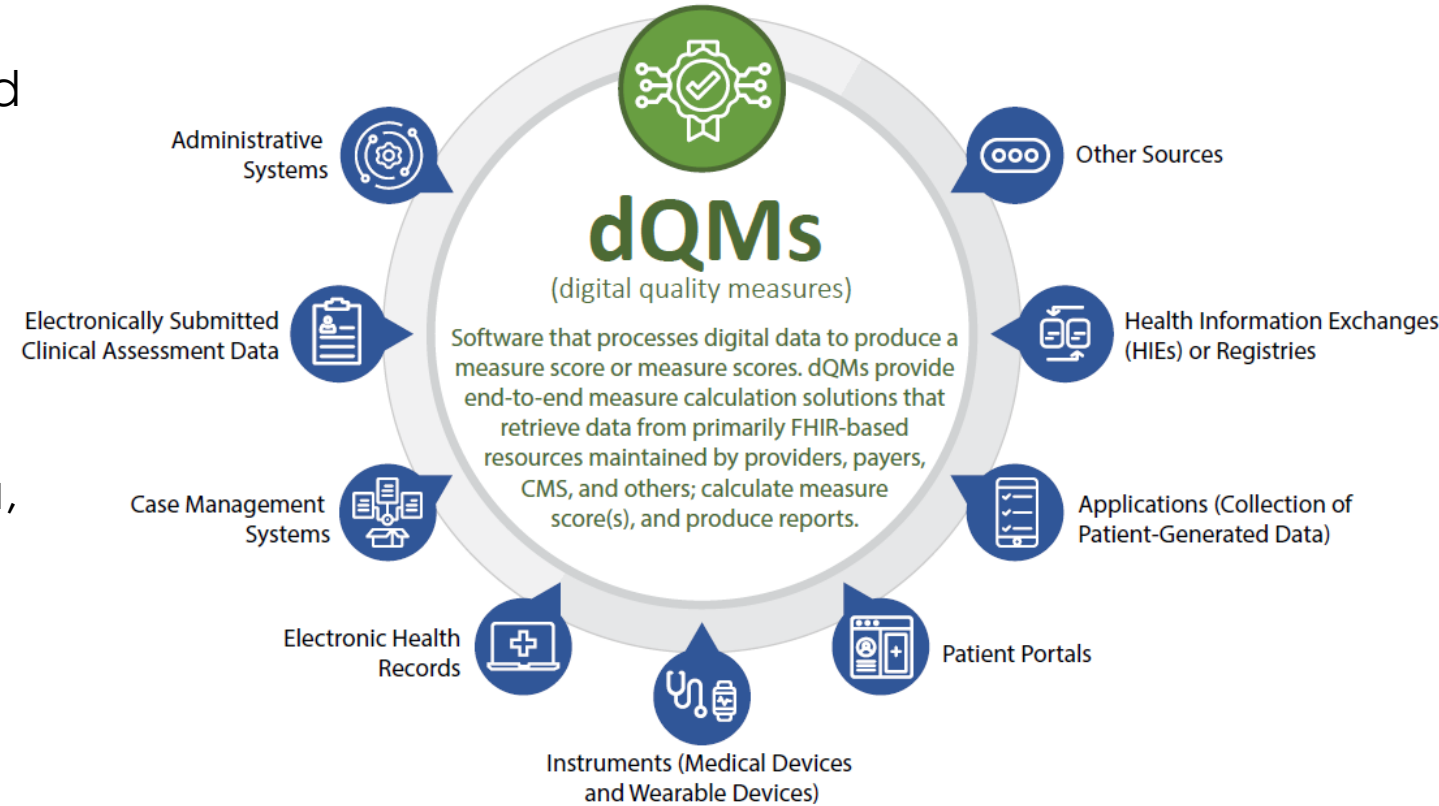 d
Administrative
Systems
Other Sources
dQMs
(digital quality measures)
Electronically Submitted
Clinical Assessment Data
Health Information Exchanges
(HIEs) or Registries
Software that processes digital data to produce a
measure score or measure scores. dQMs provide
end-to-end measure calculation solutions that
retrieve data from primarily FHIR-based
resources maintained by providers, payers,
CMS, and others; calculate measure
score(s), and produce reports.
Case Management
Systems
Applications (Collection of
Patient-Generated Data)
Electronic Health
Records
Patient Portals
Instruments (Medical Devices
and Wearable Devices)